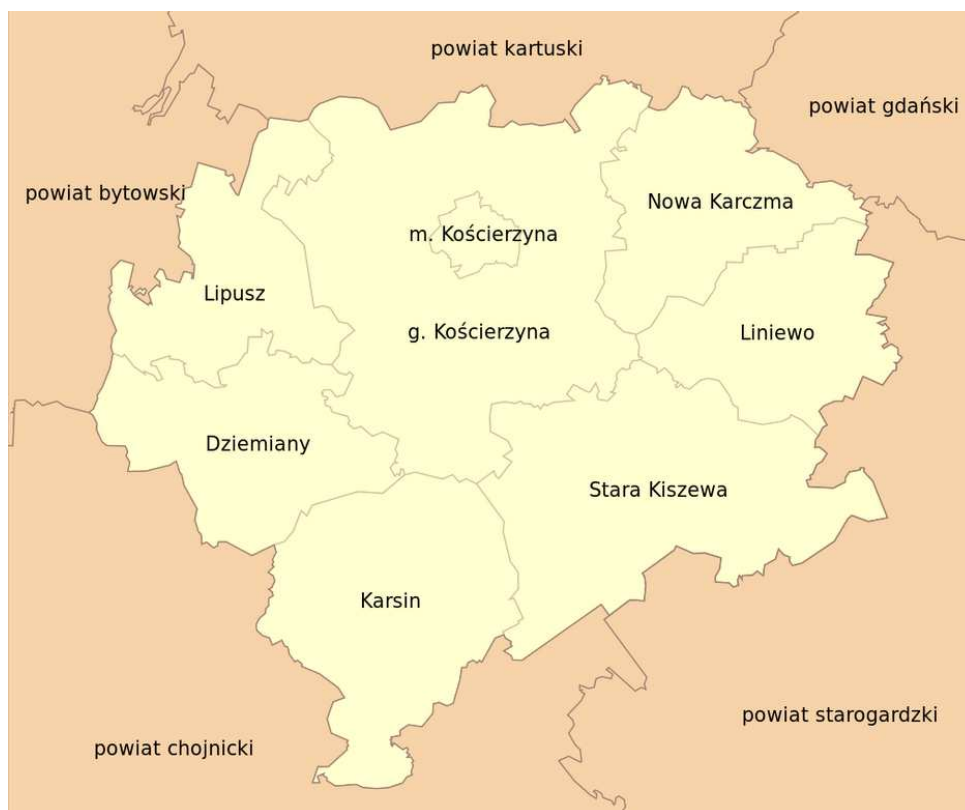 powiat kartuski
powiat gdański
powiat bytowski
Nowa Karczma
m. Kościerzyna
Lipusz
g. Kościerzyna
Liniewo
Dziemiany
Stara Kiszewa
Karsin
powiat starogardzki
powiat chojnicki